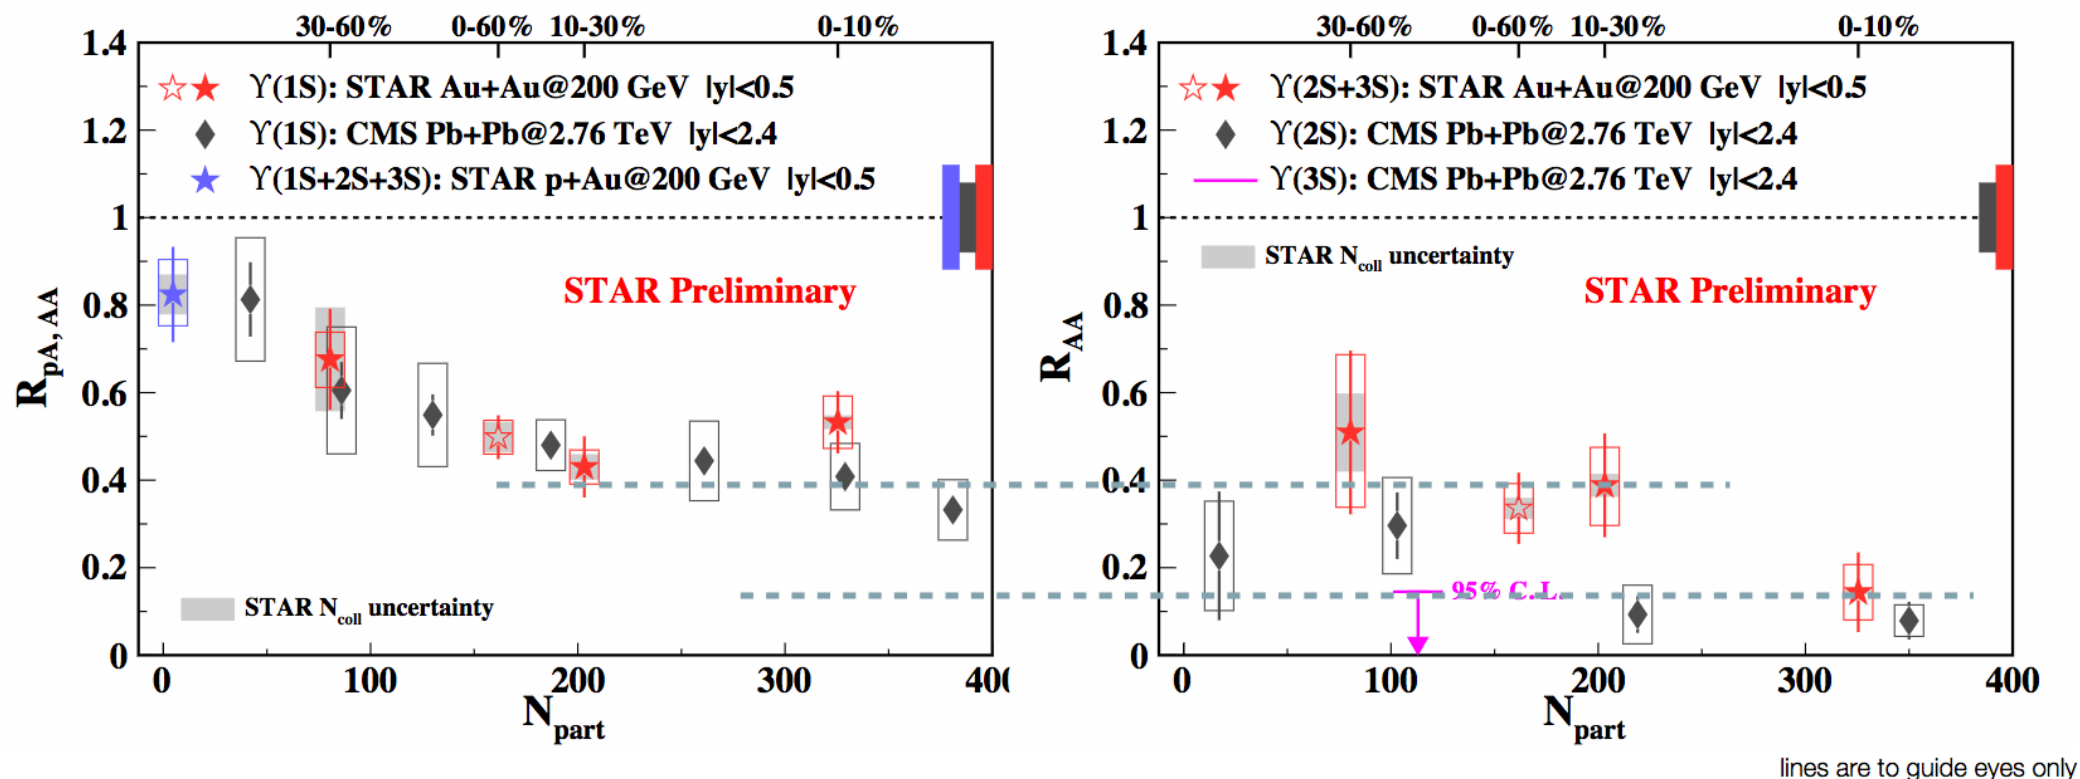 30-60% 0-60% 10-30% 0-10%
1.4
ϒ(1S): STAR Au+Au@200 GeV |y|<0.5
1.2
ϒ(1S): CMS Pb+Pb@2.76 TeV |y|<2.4
ϒ(1S+2S+3S): STAR p+Au@200 GeV |y|<0.5
1
STAR Preliminary
0.8
R_pA, AA
0.6
0.4
0.2
STAR N_coll uncertainty
0
0 100 200 300 40
N_part
30-60% 0-60% 10-30% 0-10%
1.4
ϒ(2S+3S): STAR Au+Au@200 GeV |y|<0.5
1.2
ϒ(2S): CMS Pb+Pb@2.76 TeV |y|<2.4
ϒ(3S): CMS Pb+Pb@2.76 TeV |y|<2.4
1
STAR N_coll uncertainty
STAR Preliminary
0.8
R_AA
0.6
0.4
0.2
95% C.L.
0
0 100 200 300 400
N_part
lines are to guide eyes only